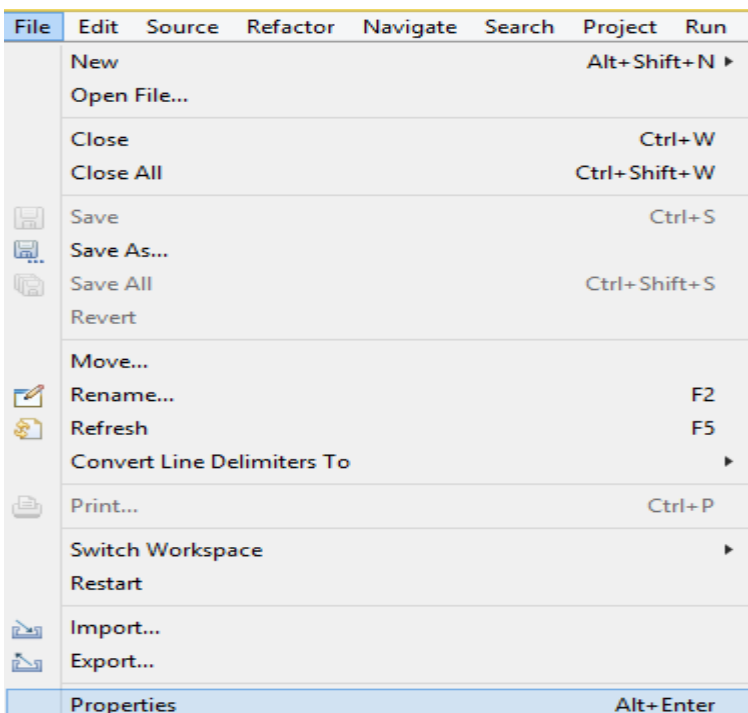 File Edit Source Refactor Navigate Search Project Run
New Alt+Shift+N
Open File...
Close Ctrl+W
Close All Ctrl+Shift+W
Save Ctrl+S
Save As...
Save All Ctrl+Shift+S
Revert
Move...
Rename... F2
Refresh F5
Convert Line Delimiters To
Print... Ctrl+P
Switch Workspace
Restart
Import...
Export...
Properties Alt+Enter